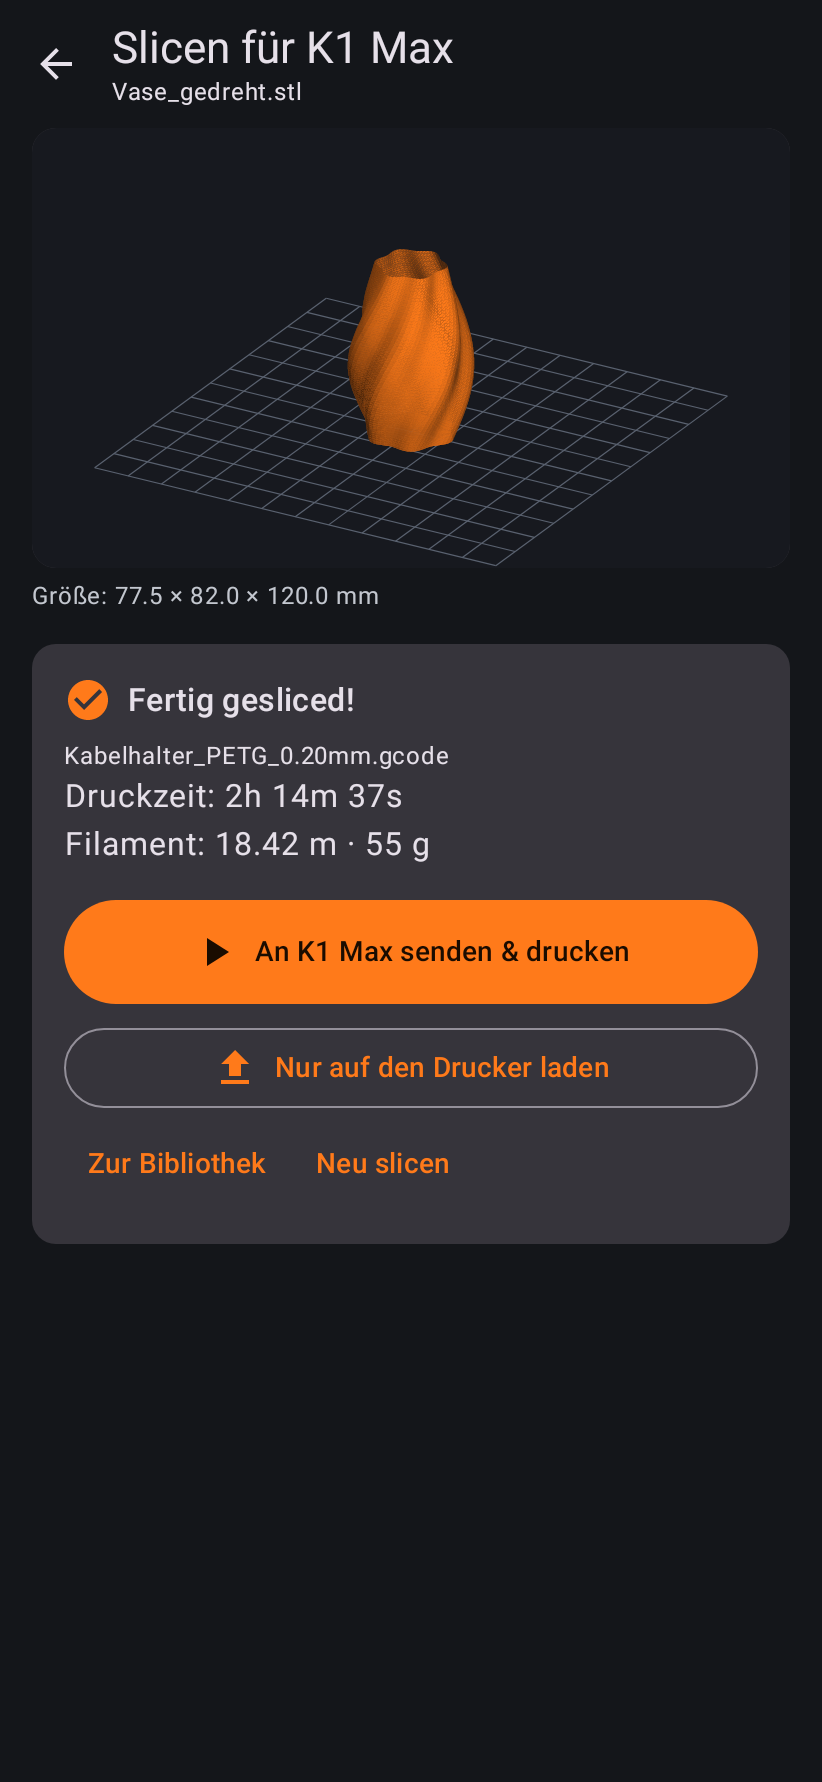 Slicen für K1 Max
Vase_gedreht.stl
Größe: 77.5 × 82.0 × 120.0 mm
Fertig gesliced!
Kabelhalter_PETG_0.20mm.gcode
Druckzeit: 2h 14m 37s
Filament: 18.42 m · 55 g
An K1 Max senden & drucken
Nur auf den Drucker laden
Zur Bibliothek Neu slicen